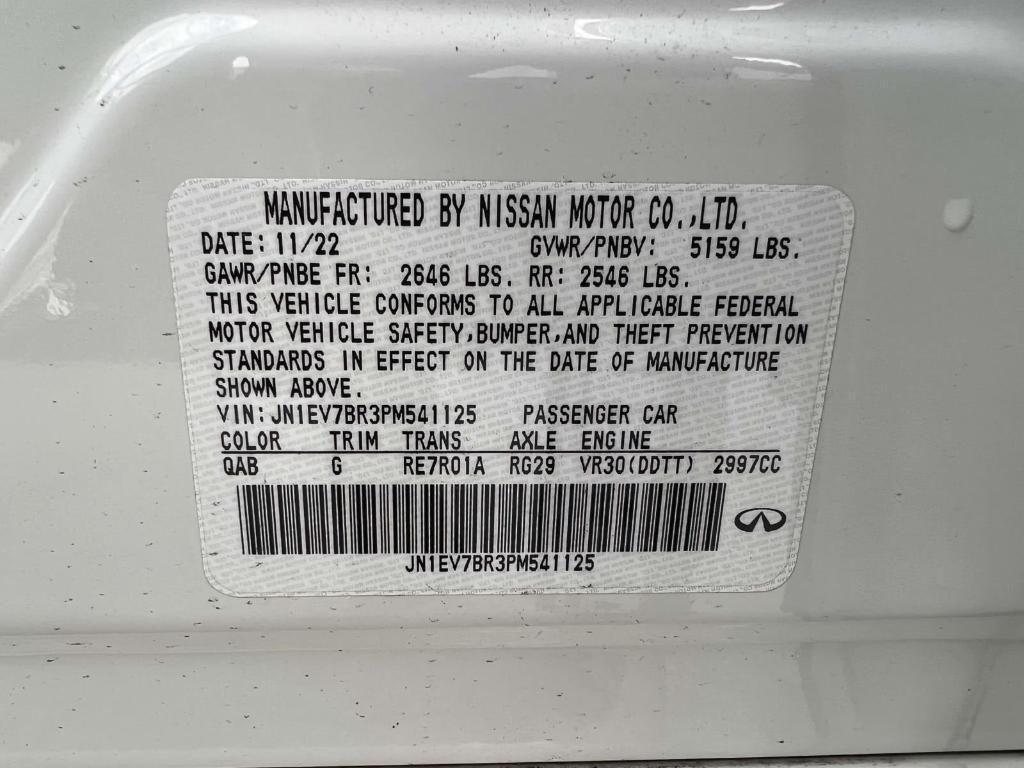 MANUFACTURED BY NISSAN MOTOR CO.,LTD.
DATE: 11/22 GVWR/PNBV: 5159 LBS.
GAWR/PNBE FR: 2646 LBS. RR: 2546 LBS.
THIS VEHICLE CONFORMS TO ALL APPLICABLE FEDERAL
MOTOR VEHICLE SAFETY,BUMPER,AND THEFT PREVENTION
STANDARDS IN EFFECT ON THE DATE OF MANUFACTURE
SHOWN ABOVE.
VIN:JN1EV7BR3PM541125 PASSENGER CAR
COLOR TRIM TRANS AXLE ENGINE
QAB G RE7R01A RG29 VR30(DDTT) 2997CC
JN1EV7BR3PM541125